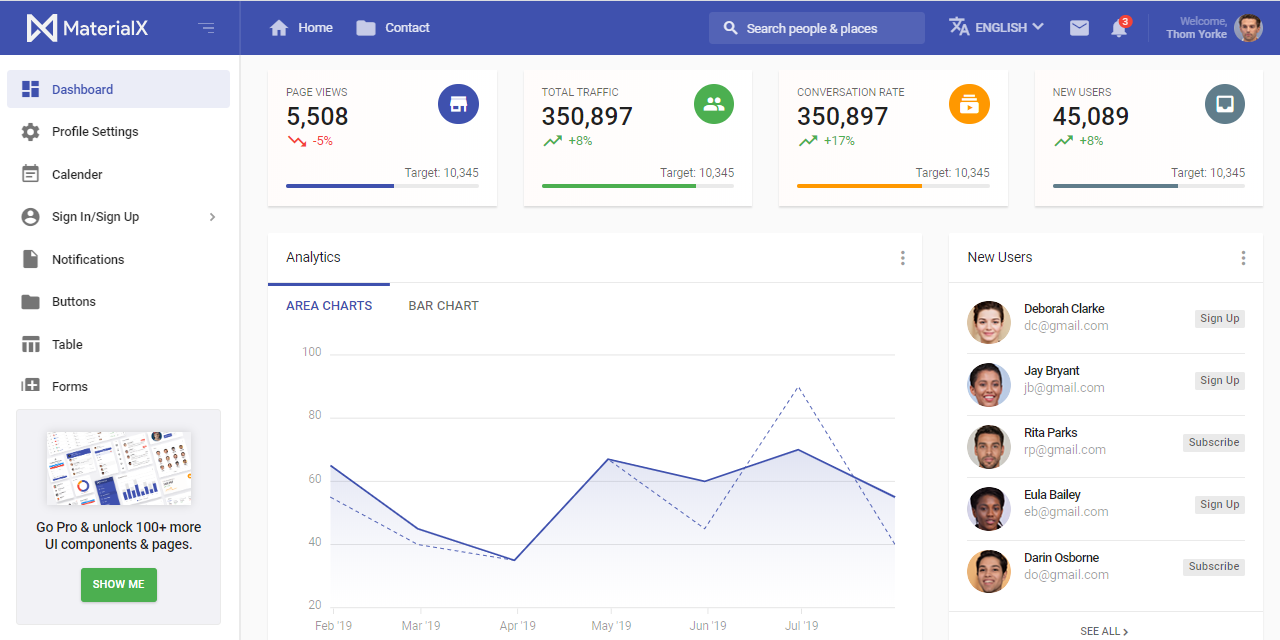 MaterialX
Home
Contact
Search people & places
ENGLISH
3
Welcome,
Thom Yorke
Dashboard
Profile Settings
Calender
Sign In/Sign Up
Notifications
Buttons
Table
Forms
Go Pro & unlock 100+ more
UI components & pages.
SHOW ME
PAGE VIEWS
5,508
-5%
Target: 10,345
TOTAL TRAFFIC
350,897
+8%
Target: 10,345
CONVERSATION RATE
350,897
+17%
Target: 10,345
NEW USERS
45,089
+8%
Target: 10,345
Analytics
AREA CHARTS
BAR CHART
100
80
60
40
20
Feb '19
Mar '19
Apr '19
May '19
Jun '19
Jul '19
New Users
Deborah Clarke
dc@gmail.com
Sign Up
Jay Bryant
jb@gmail.com
Sign Up
Rita Parks
rp@gmail.com
Subscribe
Eula Bailey
eb@gmail.com
Sign Up
Darin Osborne
do@gmail.com
Subscribe
SEE ALL